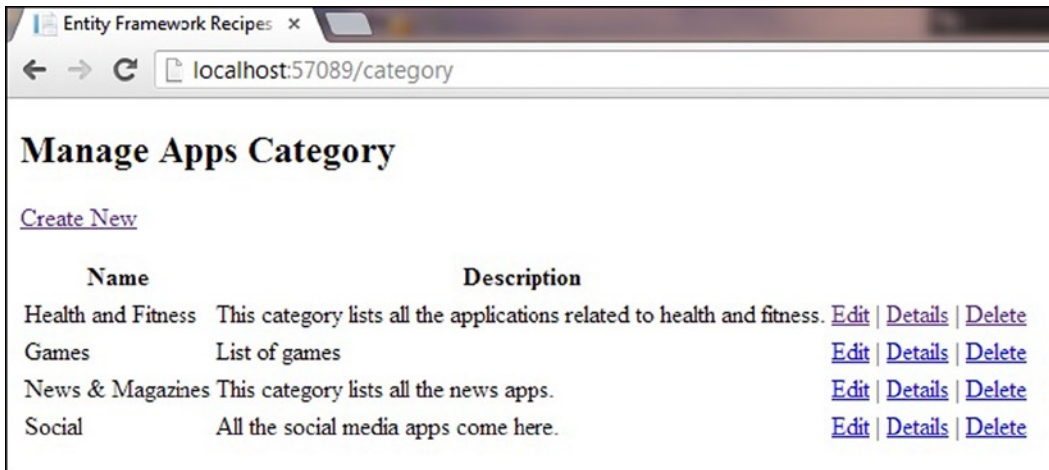 Entity Framework Recipes
localhost:57089/category
Manage Apps Category
Create New
Name Description
Health and Fitness This category lists all the applications related to health and fitness. Edit | Details | Delete
Games List of games Edit | Details | Delete
News & Magazines This category lists all the news apps. Edit | Details | Delete
Social All the social media apps come here. Edit | Details | Delete